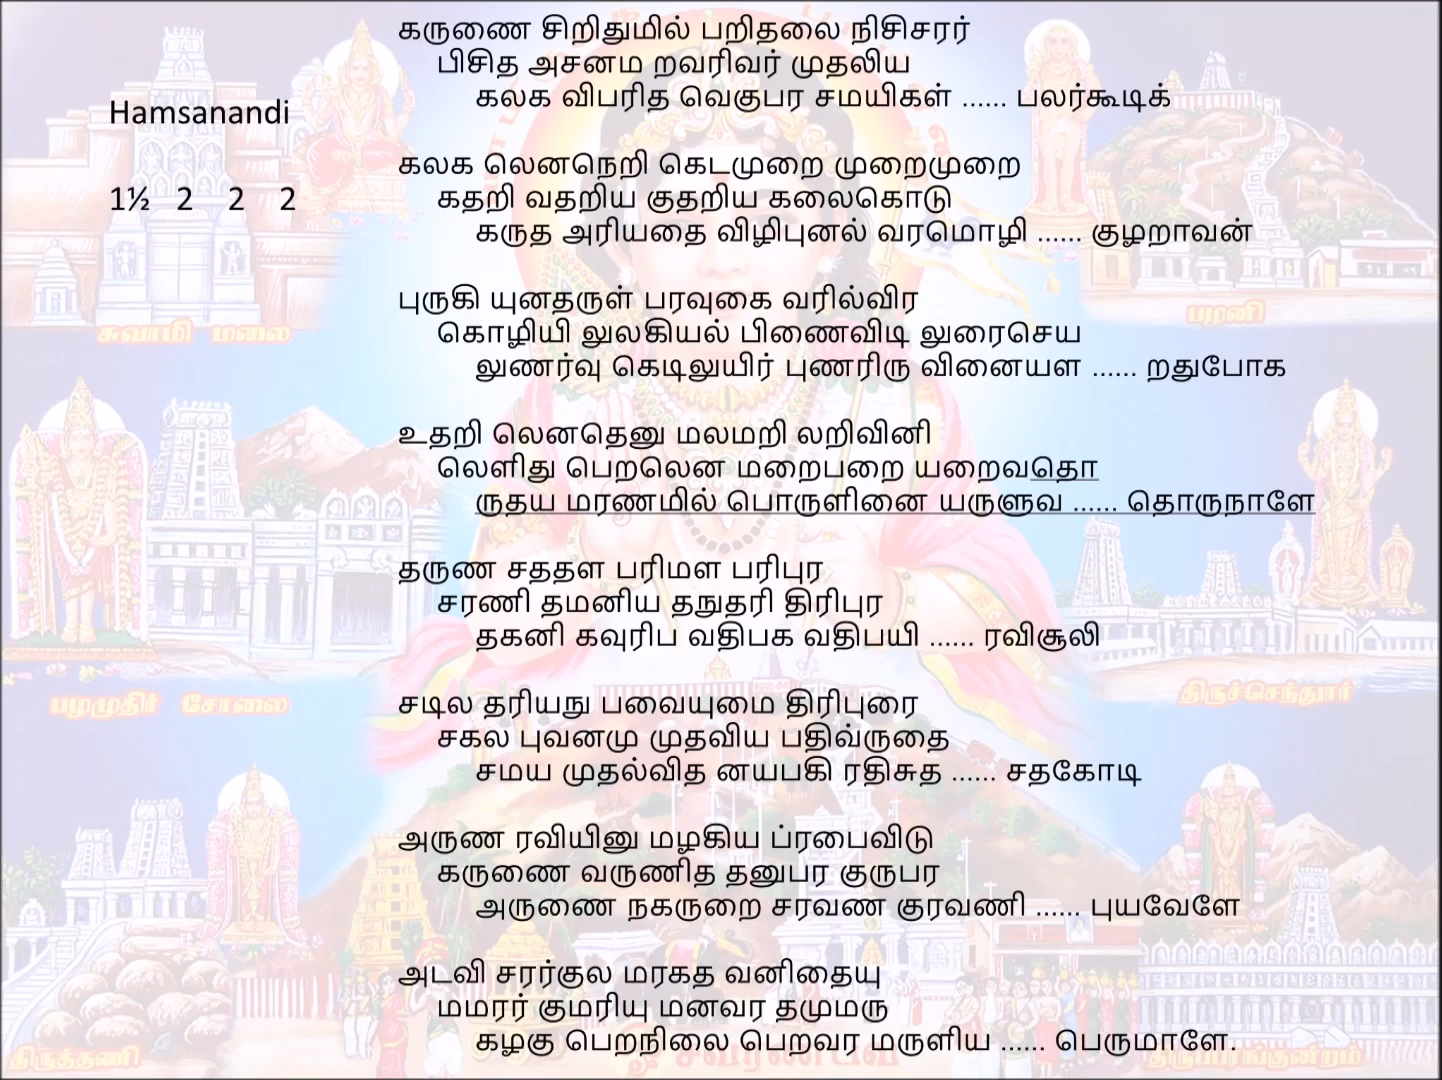 கருணை சிறிதுமில் பறிதலை நிசிசரர்
பிசித அசனம றவரிவர் முதலிய
கலக விபரித வெகுபர சமயிகள் ...... பலர்கூடிக்
Hamsanandi
1½ 2 2 2
கலக லெனநெறி கெடமுறை முறைமுறை
கதறி வதறிய குதறிய கலைகொடு
கருத அரியதை விழிபுனல் வரமொழி ...... குழறாவன்
புருகி யுனதருள் பரவுகை வரில்விர
கொழியி லுலகியல் பிணைவிடி லுரைசெய
லுணர்வு கெடிலுயிர் புணரிரு வினையள ...... றதுபோக
உதறி லெனதெனு மலமறி லறிவினி
லெளிது பெறலென மறைபறை யறைவதொ
ருதய மரணமில் பொருளினை யருளுவ ...... தொருநாளே
தருண சததள பரிமள பரிபுர
சரணி தமனிய தநுதரி திரிபுர
தகனி கவுரிப வதிபக வதிபயி ...... ரவிசூலி
சடில தரியநு பவையுமை திரிபுரை
சகல புவனமு முதவிய பதிவ்ருதை
சமய முதல்வித னயபகி ரதிசுத ...... சதகோடி
அருண ரவியினு மழகிய ப்ரபைவிடு
கருணை வருணித தனுபர குருபர
அருணை நகருறை சரவண குரவணி ...... புயவேளே
அடவி சரர்குல மரகத வனிதையு
மமரர் குமரியு மனவர தமுமரு
கழகு பெறநிலை பெறவர மருளிய ...... பெருமாளே.
சுவாமி மலை
பழனி
பழமுதிர் சோலை
திருச்செந்தூர்
திருத்தணி
சரவணபவ
திருப்பரங்குன்றம்